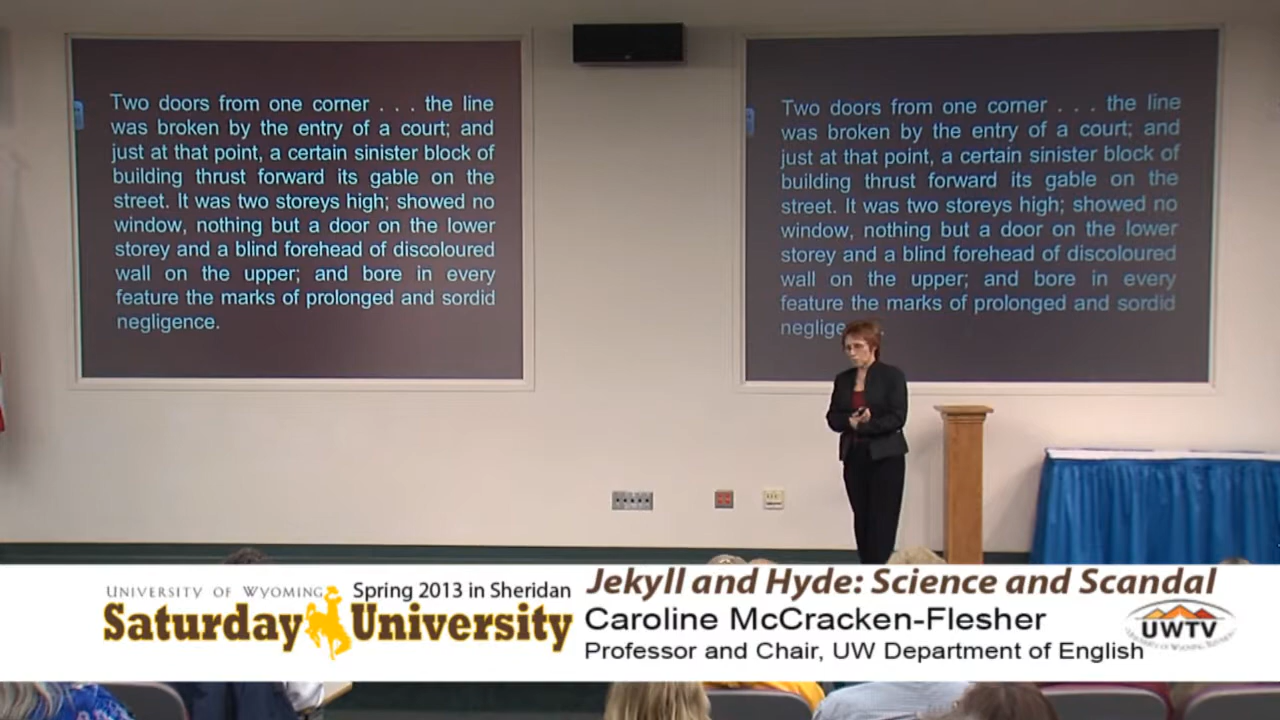 Two doors from one corner . . . the line
was broken by the entry of a court; and
just at that point, a certain sinister block of
building thrust forward its gable on the
street. It was two storeys high; showed no
window, nothing but a door on the lower
storey and a blind forehead of discoloured
wall on the upper; and bore in every
feature the marks of prolonged and sordid
negligence.
Two doors from one corner . . . the line
was broken by the entry of a court; and
just at that point, a certain sinister block of
building thrust forward its gable on the
street. It was two storeys high; showed no
window, nothing but a door on the lower
storey and a blind forehead of discoloured
wall on the upper; and bore in every
feature the marks of prolonged and sordid
neglige
UNIVERSITY OF WYOMING Spring 2013 in Sheridan
Saturday University
Jekyll and Hyde: Science and Scandal
Caroline McCracken-Flesher
Professor and Chair, UW Department of English
UWTV